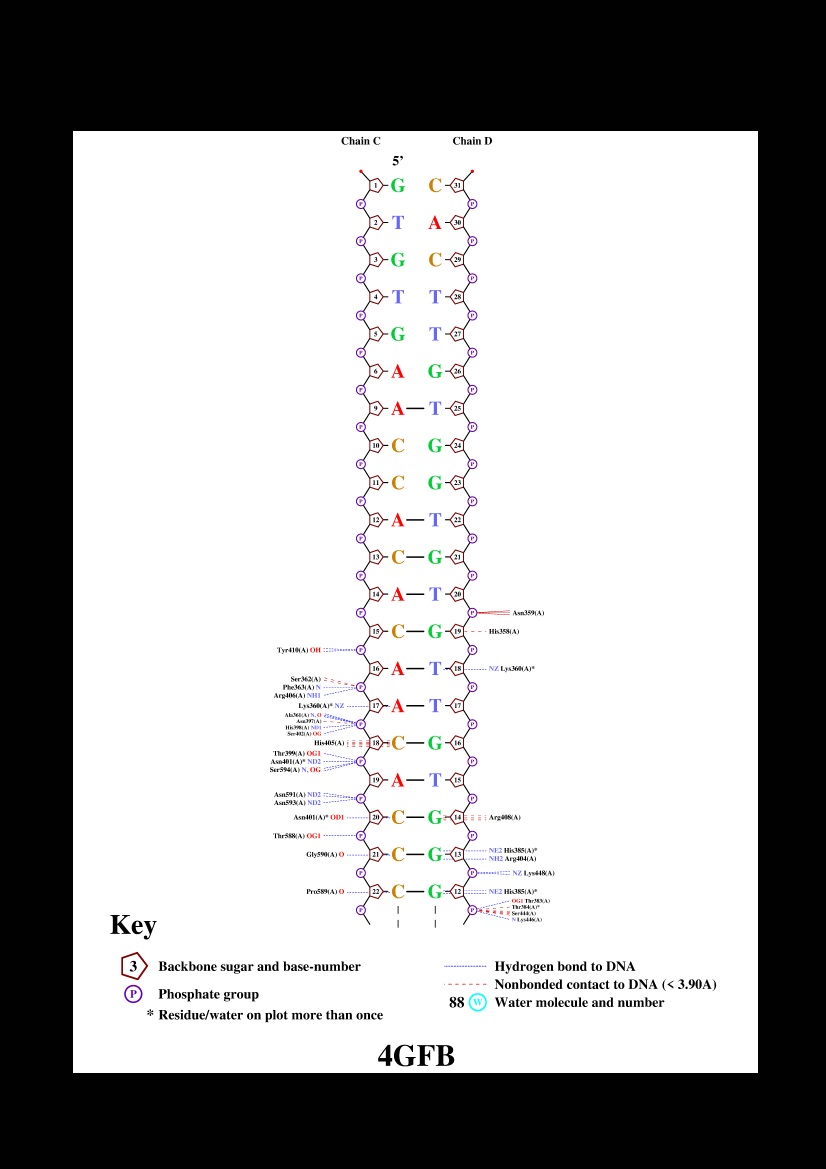 Chain C Chain D
5'
1 G C 31
P P
2 T A 30
P P
3 G C 29
P P
4 T T 28
P P
5 G T 27
P P
6 A G 26
P P
9 A T 25
P P
10 C G 24
P P
11 C G 23
P P
12 A T 22
P P
13 C G 21
P P
14 A T 20
P P Asn359(A)
15 C G 19 His358(A)
Tyr410(A) OH P P
16 A T 18 NZ Lys360(A)*
Ser362(A)
Phe363(A) N P P
Arg406(A) NH1
Lys360(A)* NZ 17 A T 17
Ala361(A) N, O
Asn397(A) P P
His398(A) ND1
Ser402(A) OG
His405(A) 18 C G 16
Thr399(A) OG1
Asn401(A)* ND2 P P
Ser594(A) N, OG
19 A T 15
Asn591(A) ND2 P P
Asn593(A) ND2
Asn401(A)* OD1 20 C G 14 Arg408(A)
Thr588(A) OG1 P P
Gly590(A) O 21 C G 13 NE2 His385(A)*
NH2 Arg404(A)
P P NZ Lys448(A)
Pro589(A) O 22 C G 12 NE2 His385(A)*
OG1 Thr383(A)
P P Thr384(A)*
Ser444(A)
N Lys446(A)
Key
3 Backbone sugar and base-number
P Phosphate group
* Residue/water on plot more than once
Hydrogen bond to DNA
Nonbonded contact to DNA (< 3.90A)
88 W Water molecule and number
4GFB